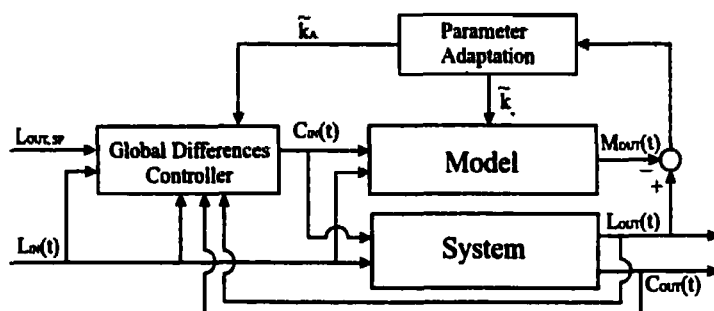 k̃A
Parameter
Adaptation
k̃
LOUT,SP
Global Differences
Controller
CIN(t)
Model
MOUT(t)
−
+
LIN(t)
System
LOUT(t)
COUT(t)